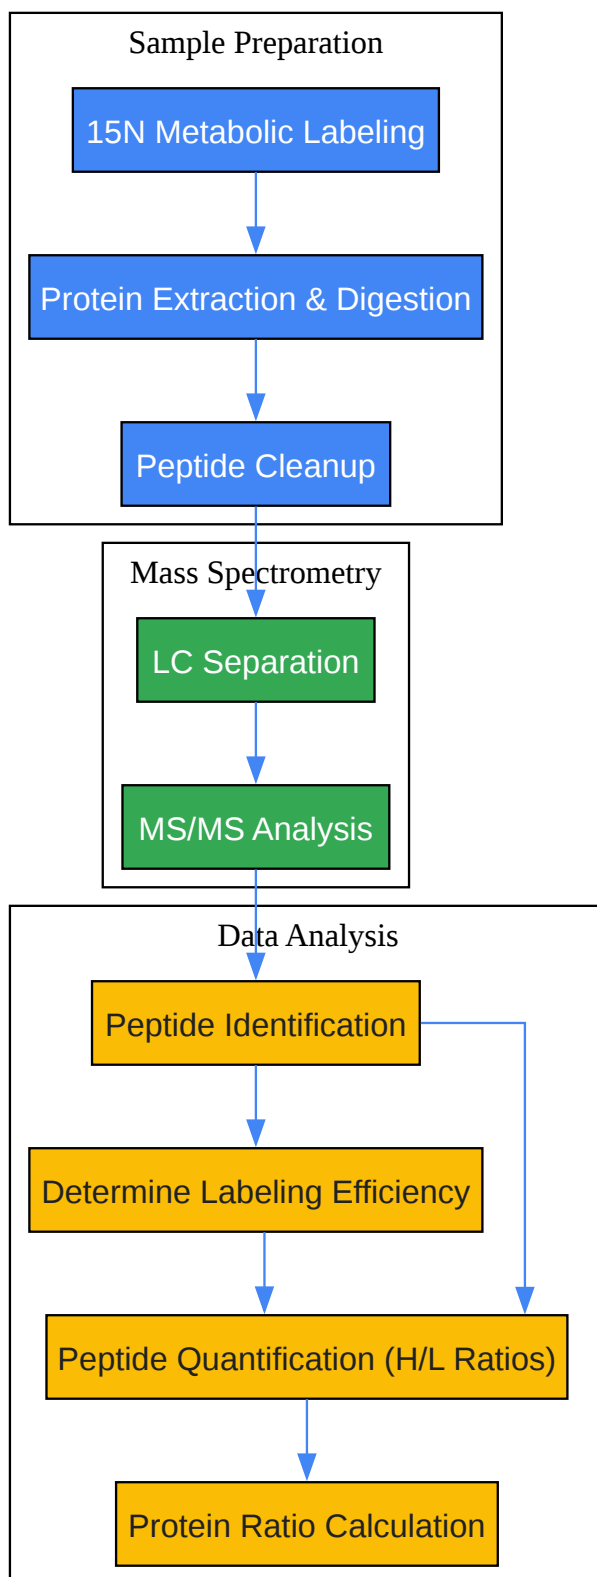 Sample Preparation
15N Metabolic Labeling
Protein Extraction & Digestion
Peptide Cleanup
Mass Spectrometry
LC Separation
MS/MS Analysis
Data Analysis
Peptide Identification
Determine Labeling Efficiency
Peptide Quantification (H/L Ratios)
Protein Ratio Calculation